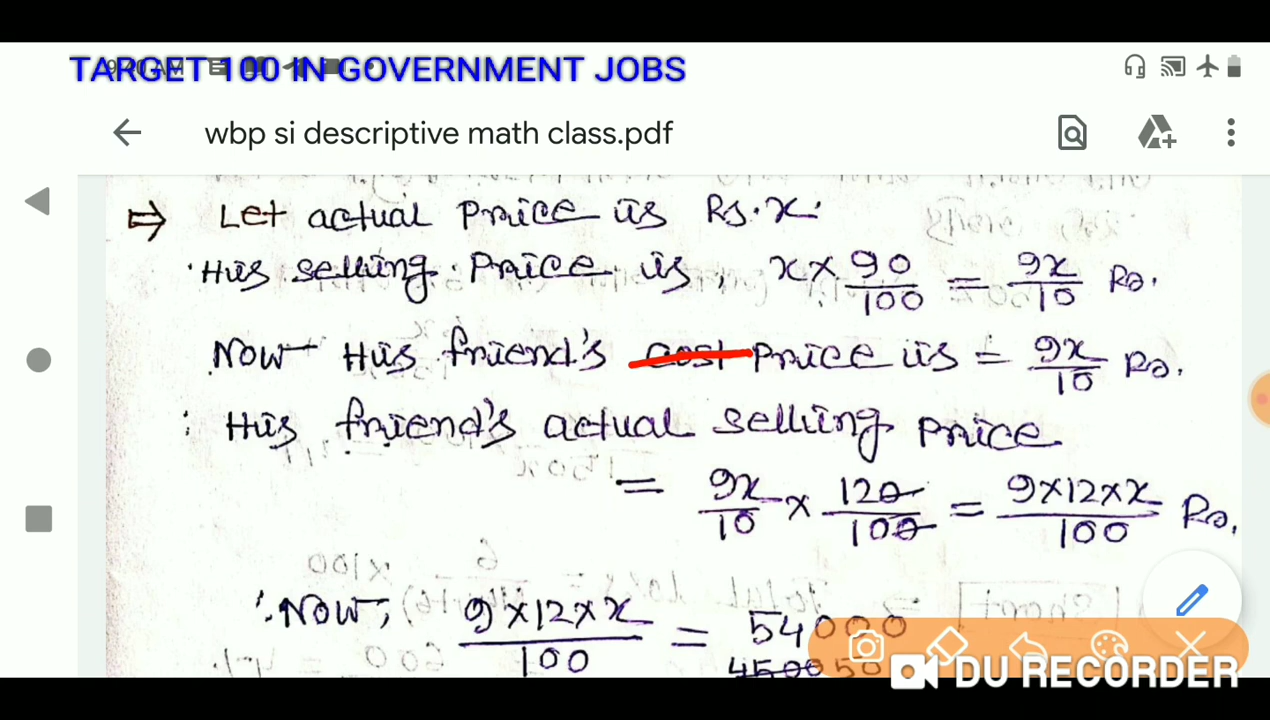 TARGET 100 IN GOVERNMENT JOBS
wbp si descriptive math class.pdf
⇒ Let actual Price is Rs. x.
His selling Price is, x × 90/100 = 9x/10 Rs.
Now His friend's cost Price is = 9x/10 Rs.
∴ His friend's actual selling price
= 9x/10 × 120/100 = 9×12×x/100 Rs.
∴ Now, 9×12×x/100 = 54000
450050
DU RECORDER